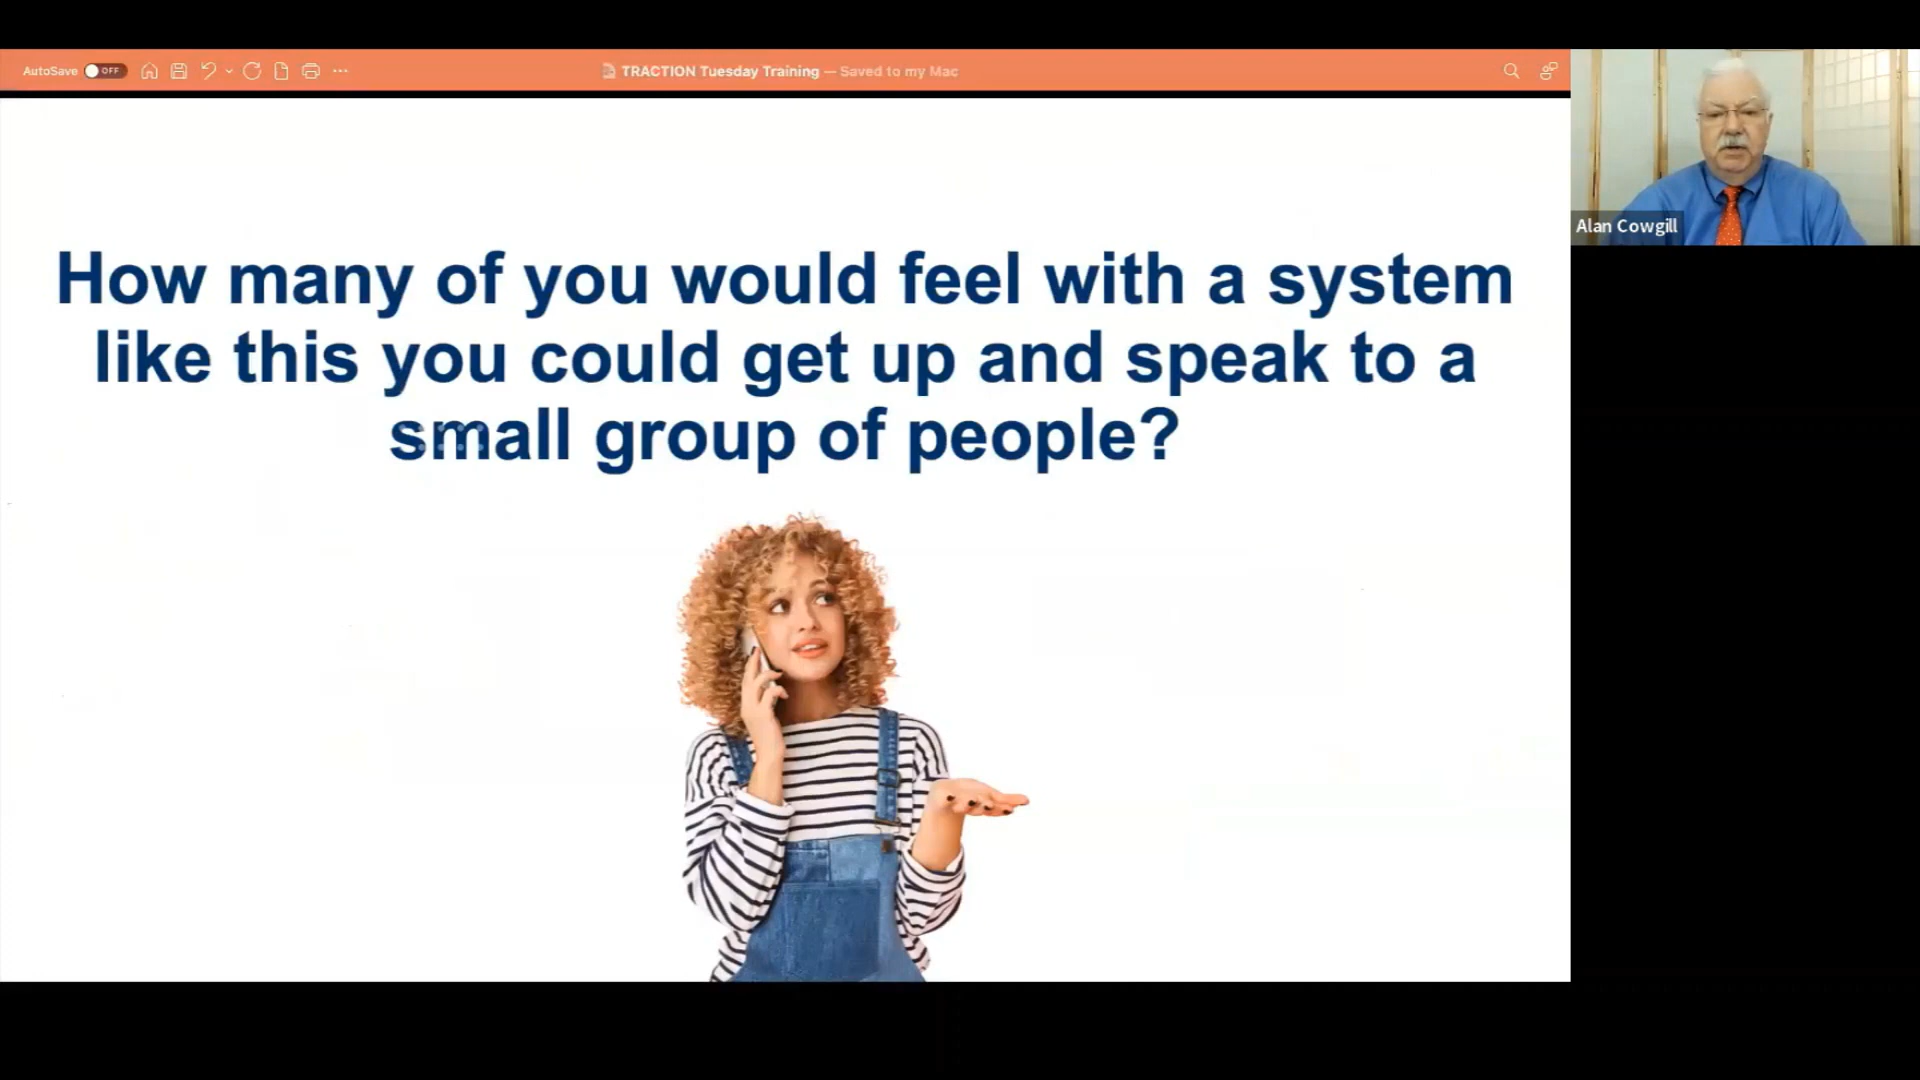 AutoSave OFF
TRACTION Tuesday Training — Saved to my Mac
Alan Cowgill
How many of you would feel with a system
like this you could get up and speak to a
small group of people?